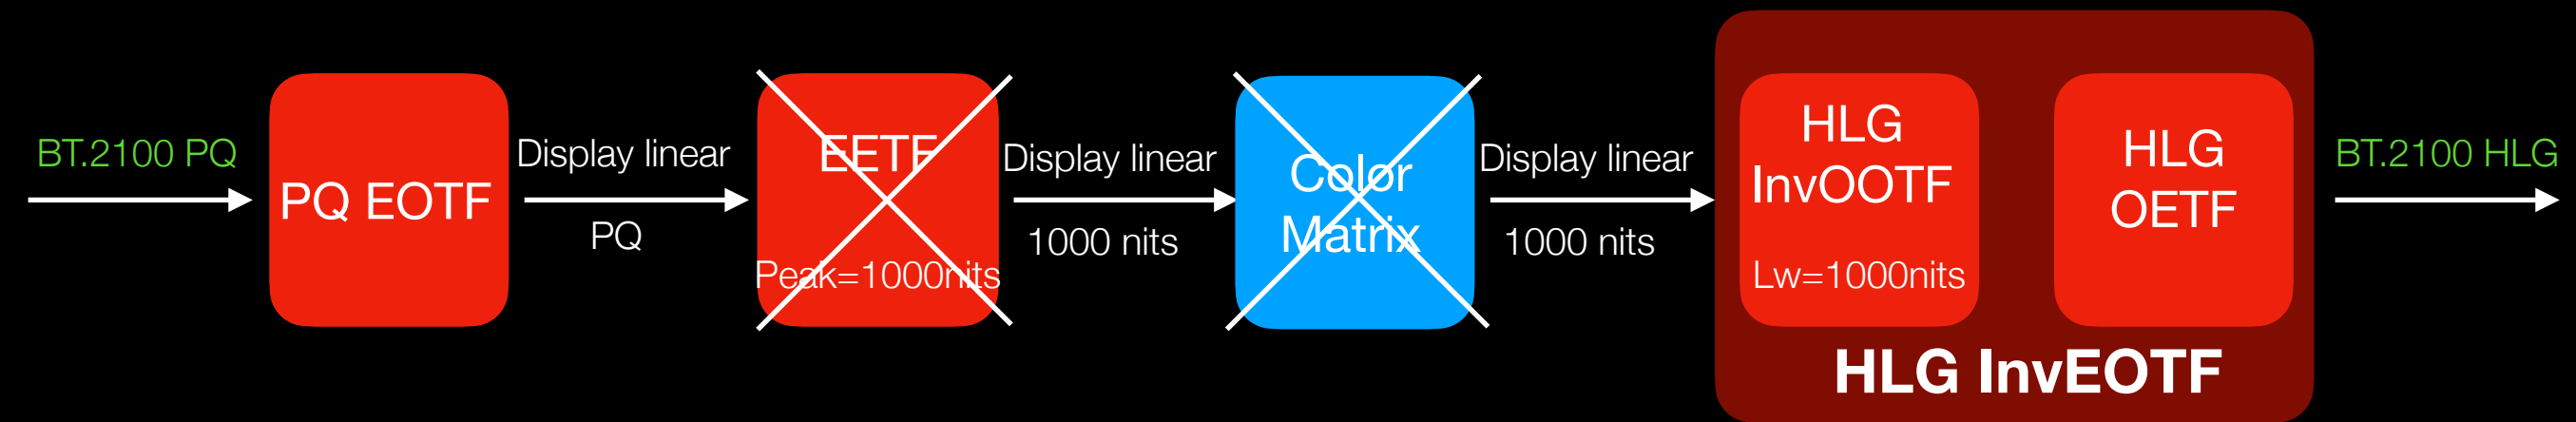 BT.2100 PQ
PQ EOTF
Display linear
PQ
EETF
Peak=1000nits
Display linear
1000 nits
Color
Matrix
Display linear
1000 nits
HLG
InvOOTF
Lw=1000nits
HLG
OETF
HLG InvEOTF
BT.2100 HLG